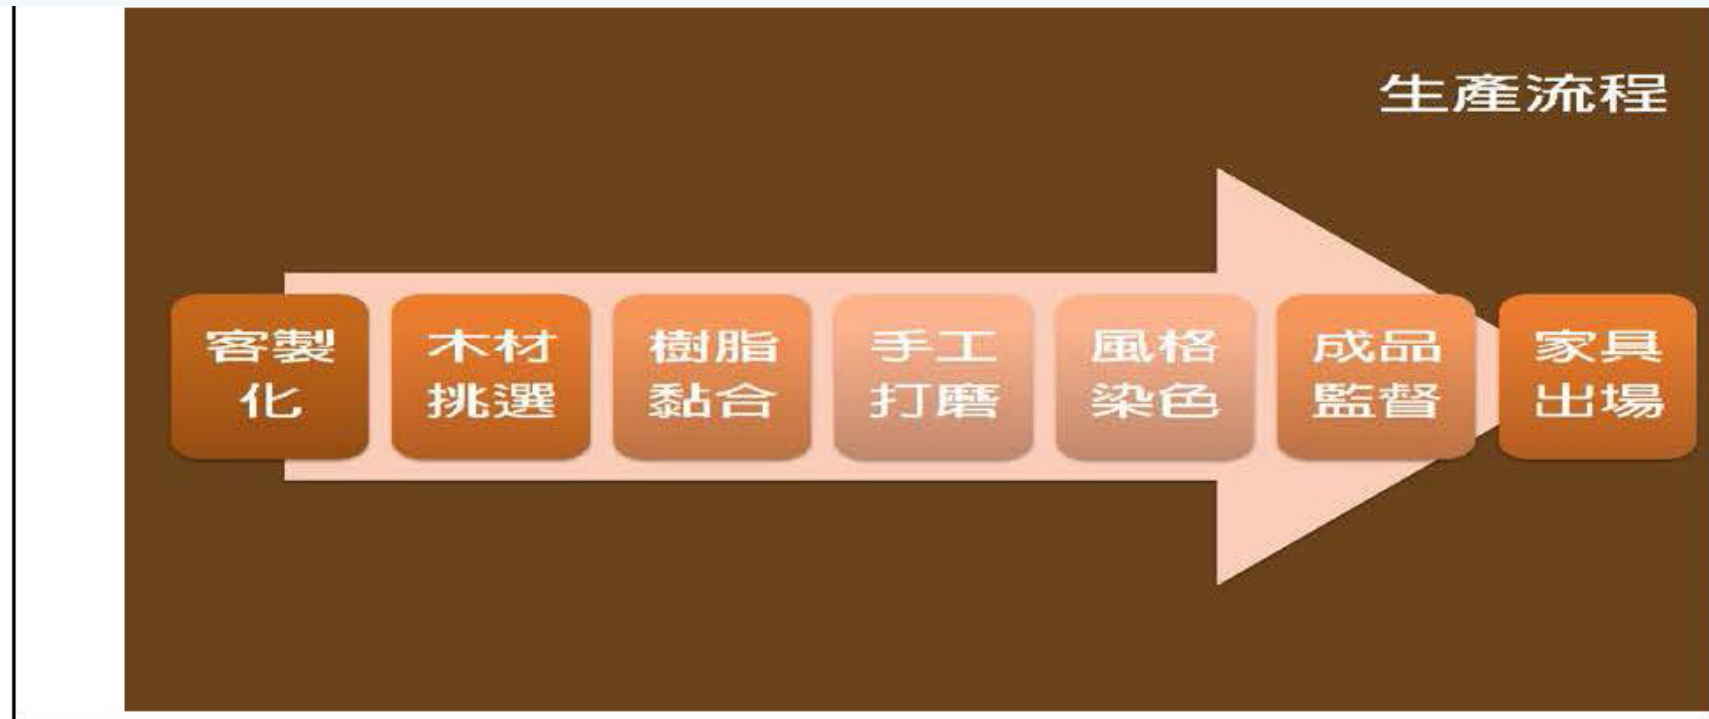 生產流程
客製
化
木材
挑選
樹脂
黏合
手工
打磨
風格
染色
成品
監督
家具
出場